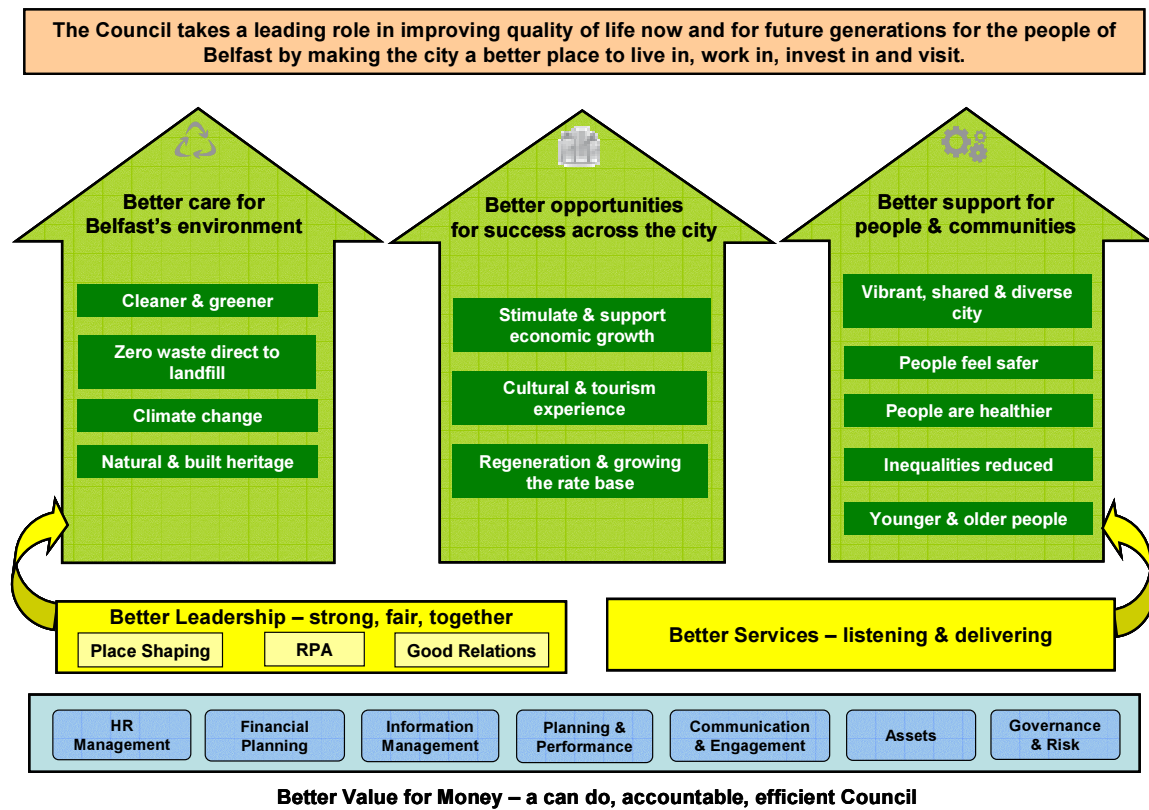 The Council takes a leading role in improving quality of life now and for future generations for the people of
Belfast by making the city a better place to live in, work in, invest in and visit.
Better care for
Belfast's environment
Cleaner & greener
Zero waste direct to
landfill
Climate change
Natural & built heritage
Better opportunities
for success across the city
Stimulate & support
economic growth
Cultural & tourism
experience
Regeneration & growing
the rate base
Better support for
people & communities
Vibrant, shared & diverse
city
People feel safer
People are healthier
Inequalities reduced
Younger & older people
Better Leadership – strong, fair, together
Place Shaping
RPA
Good Relations
Better Services – listening & delivering
HR
Management
Financial
Planning
Information
Management
Planning &
Performance
Communication
& Engagement
Assets
Governance
& Risk
Better Value for Money – a can do, accountable, efficient Council